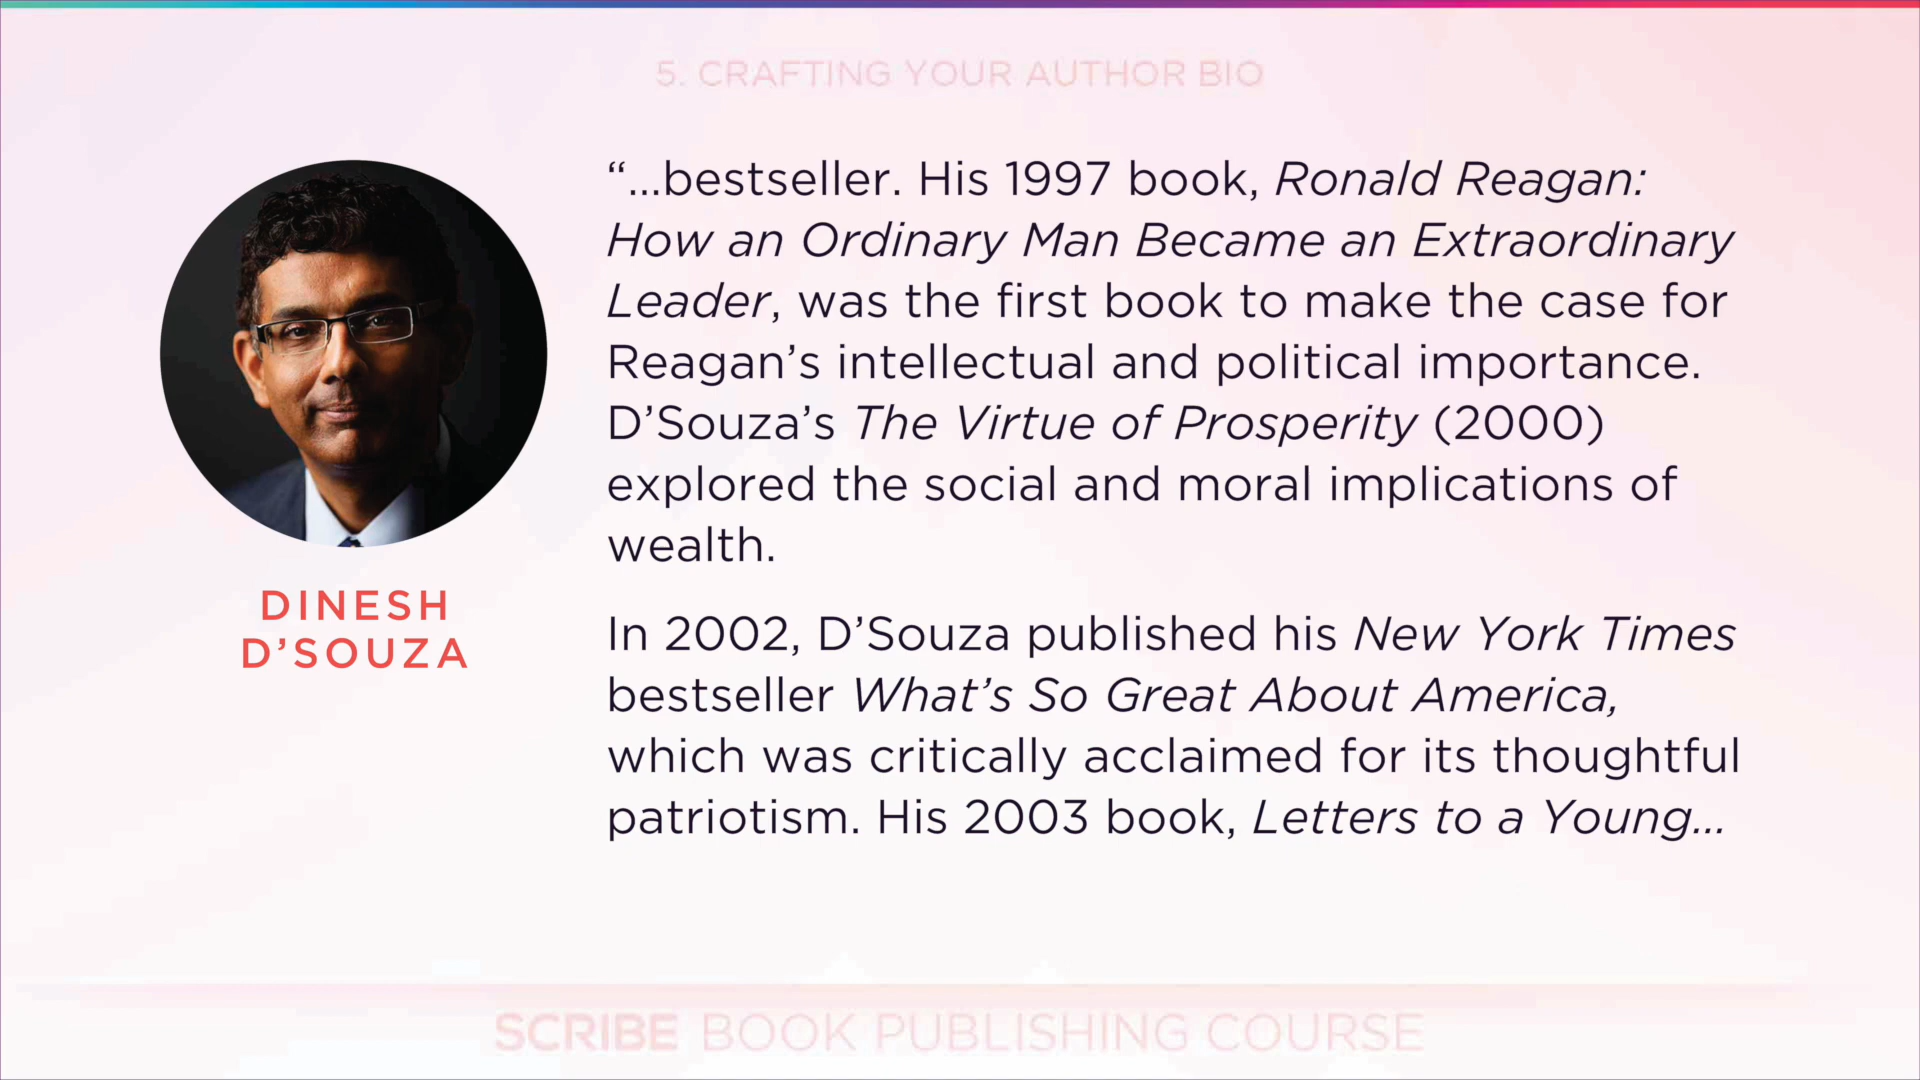 5. CRAFTING YOUR AUTHOR BIO
“...bestseller. His 1997 book, Ronald Reagan:
How an Ordinary Man Became an Extraordinary
Leader, was the first book to make the case for
Reagan’s intellectual and political importance.
D’Souza’s The Virtue of Prosperity (2000)
explored the social and moral implications of
wealth.
In 2002, D’Souza published his New York Times
bestseller What’s So Great About America,
which was critically acclaimed for its thoughtful
patriotism. His 2003 book, Letters to a Young...
DINESH
D’SOUZA
SCRIBE BOOK PUBLISHING COURSE